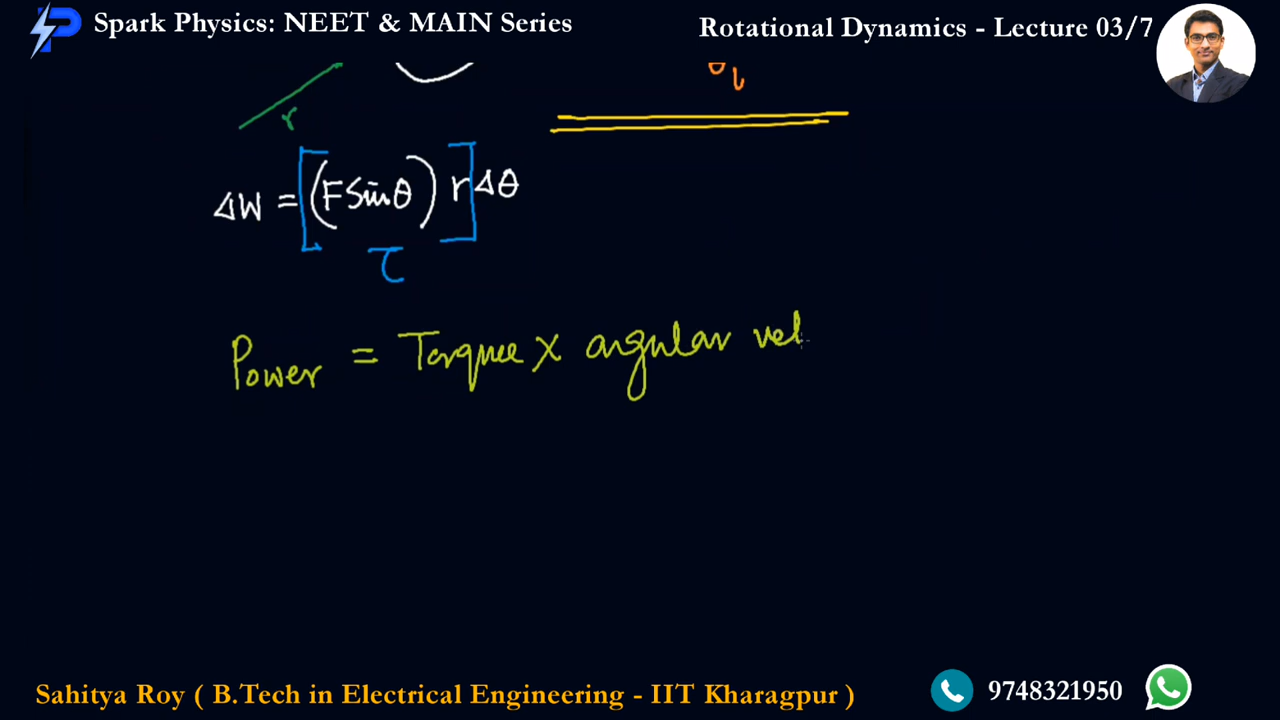 Spark Physics: NEET & MAIN Series
Rotational Dynamics - Lecture 03/7
r
ΔW = [(F Sinθ) r] Δθ
τ
Power = Torque × angular vel
Sahitya Roy ( B.Tech in Electrical Engineering - IIT Kharagpur )
9748321950